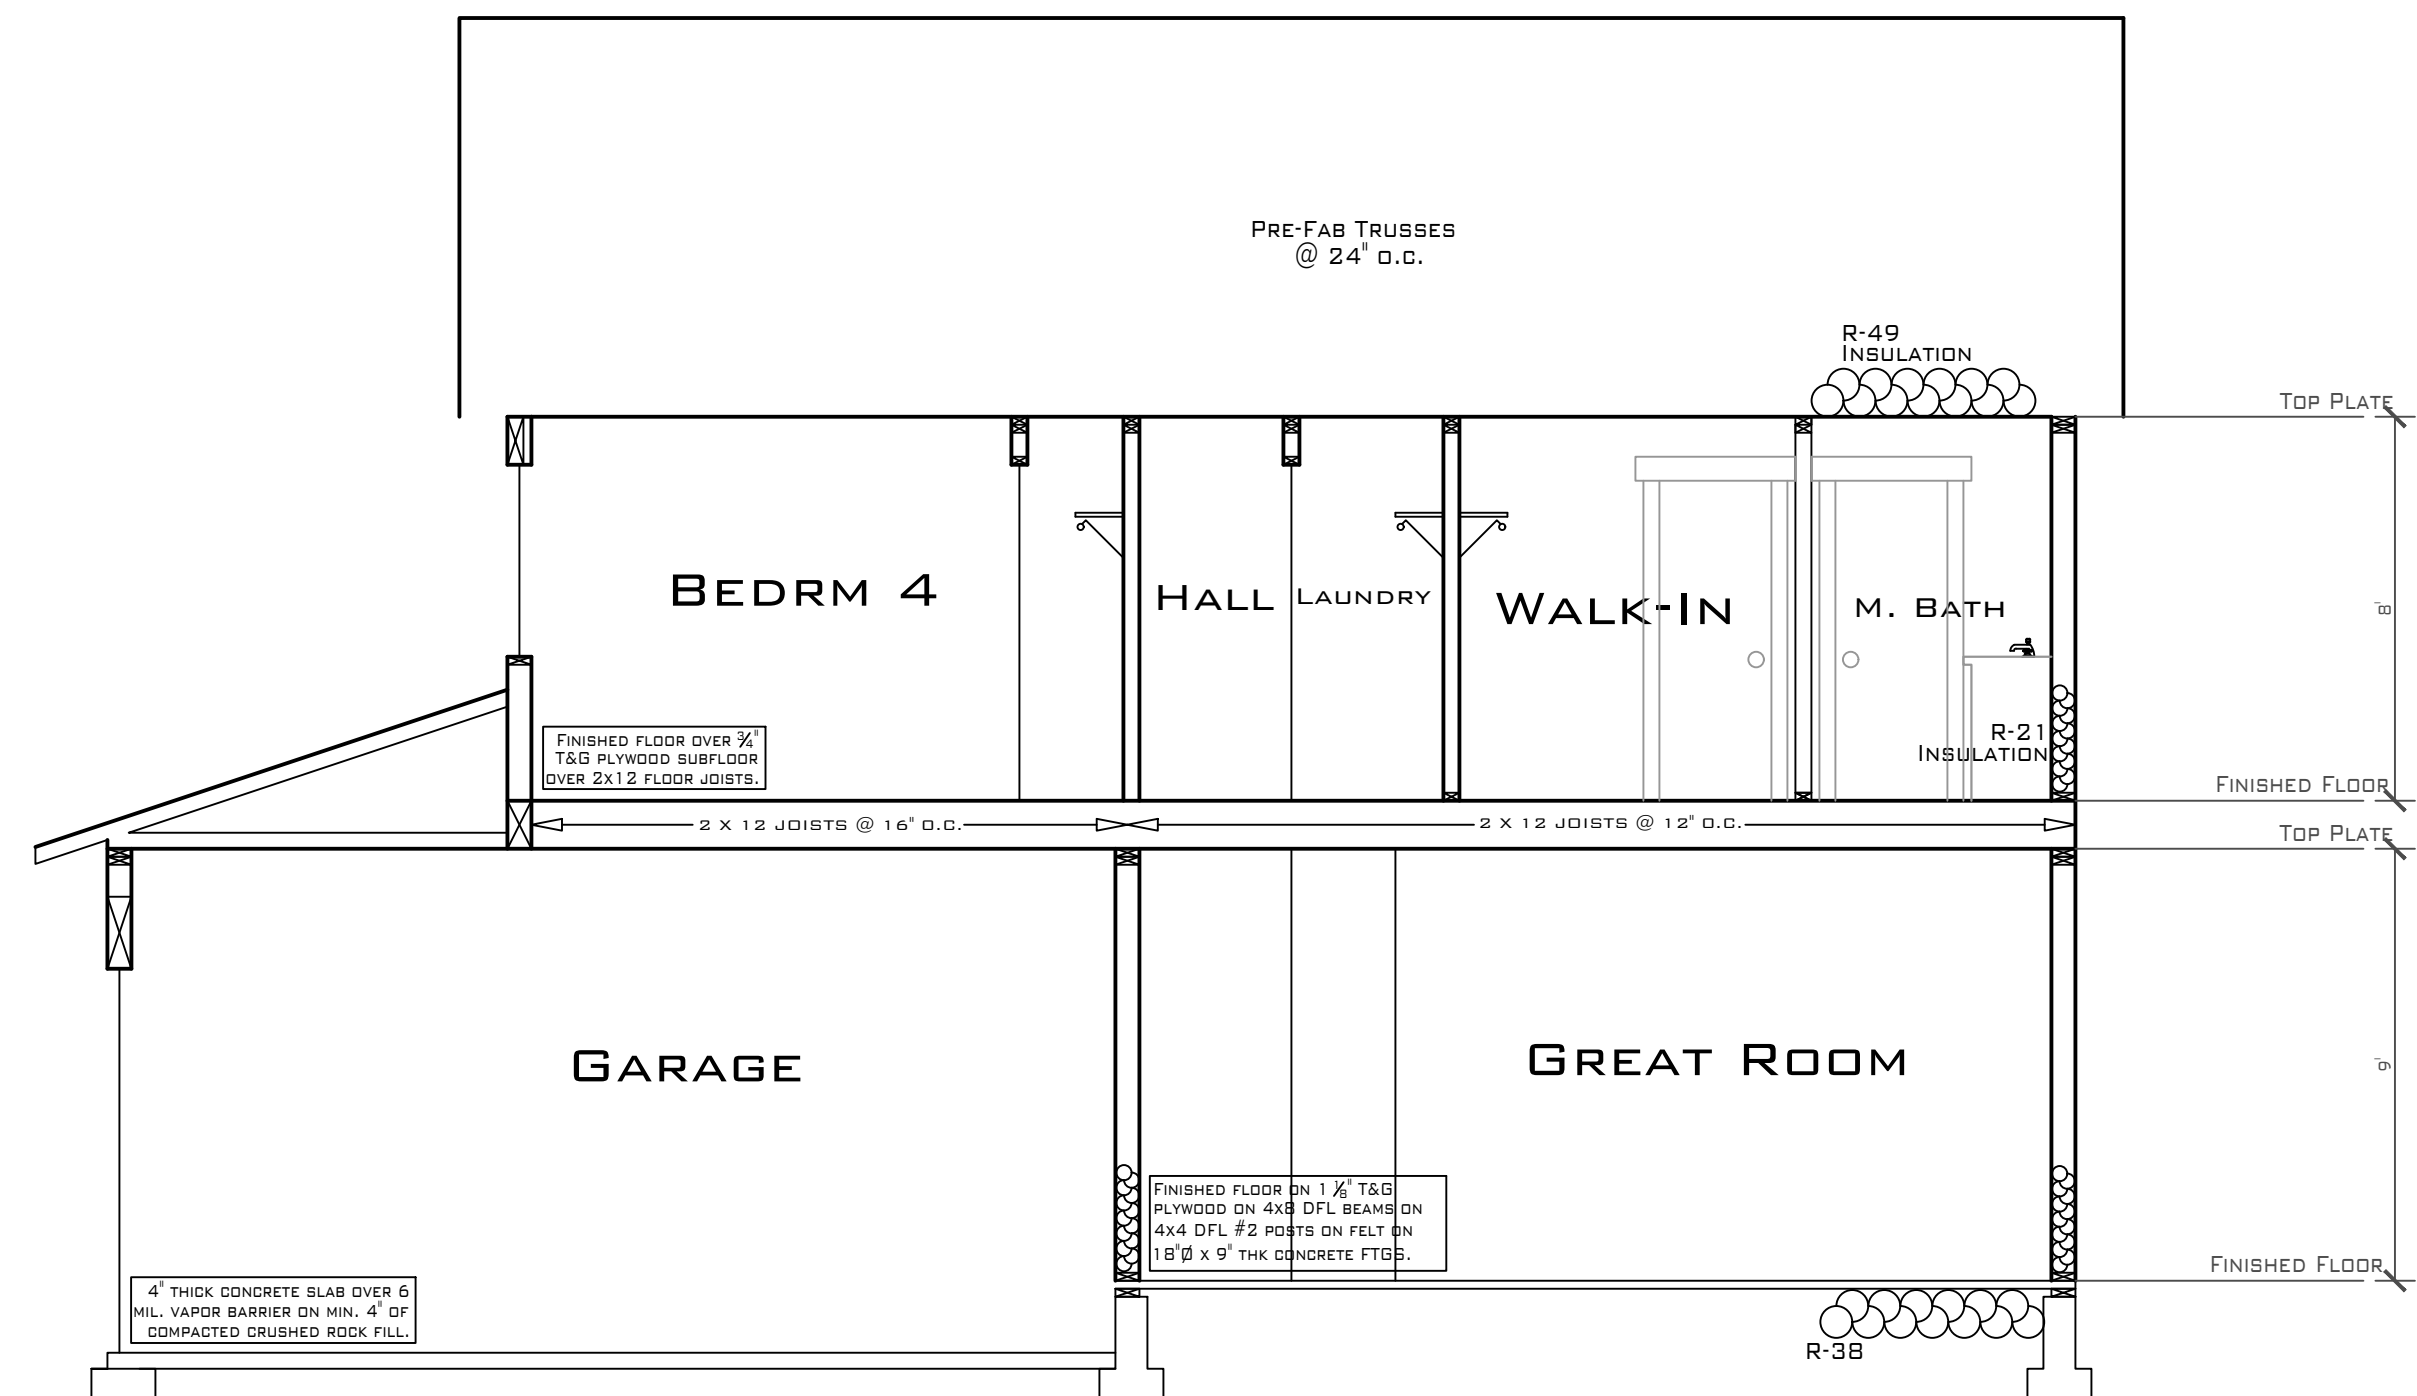 Pre-Fab Trusses
@ 24" o.c.
R-49
Insulation
Top Plate
Bedrm 4
Hall
Laundry
Walk-In
M. Bath
8'
R-21
Insulation
Finished floor over ¾"
T&G plywood subfloor
over 2x12 floor joists.
Finished Floor
2 x 12 joists @ 16" o.c.
2 x 12 joists @ 12" o.c.
Top Plate
Garage
Great Room
9'
Finished floor on 1 ⅛" T&G
plywood on 4x8 DFL beams on
4x4 DFL #2 posts on felt on
18"Ø x 9" thk concrete ftgs.
Finished Floor
4" thick concrete slab over 6
mil. vapor barrier on min. 4" of
compacted crushed rock fill.
R-38